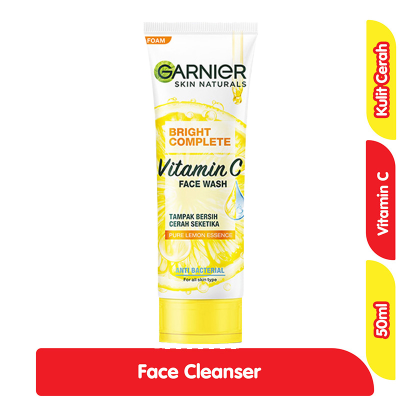 FOAM
GARNIER
SKIN NATURALS
BRIGHT
COMPLETE
Vitamin C
FACE WASH
TAMPAK BERSIH
CERAH SEKETIKA
PURE LEMON ESSENCE
ANTI BACTERIAL
For all skin type
Kulit Cerah
Vitamin C
50ml
Face Cleanser